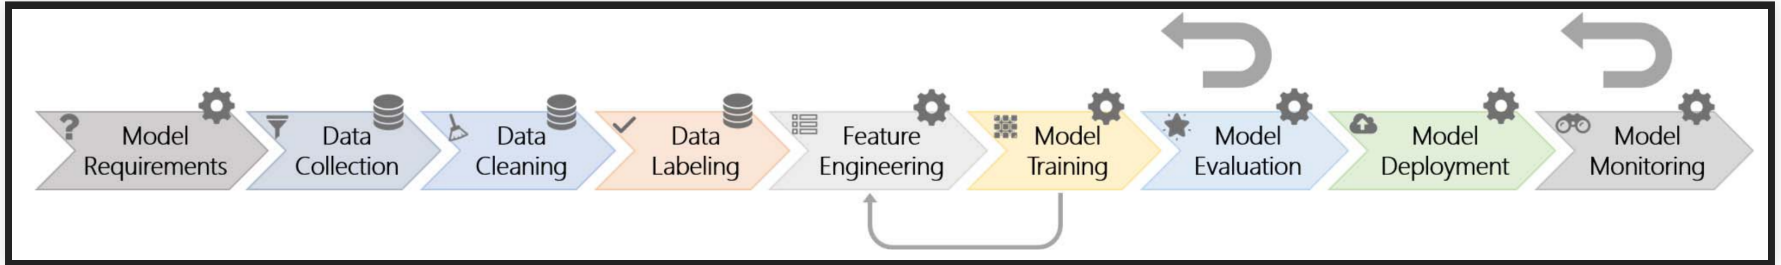 Model
Requirements
Data
Collection
Data
Cleaning
Data
Labeling
Feature
Engineering
Model
Training
Model
Evaluation
Model
Deployment
Model
Monitoring